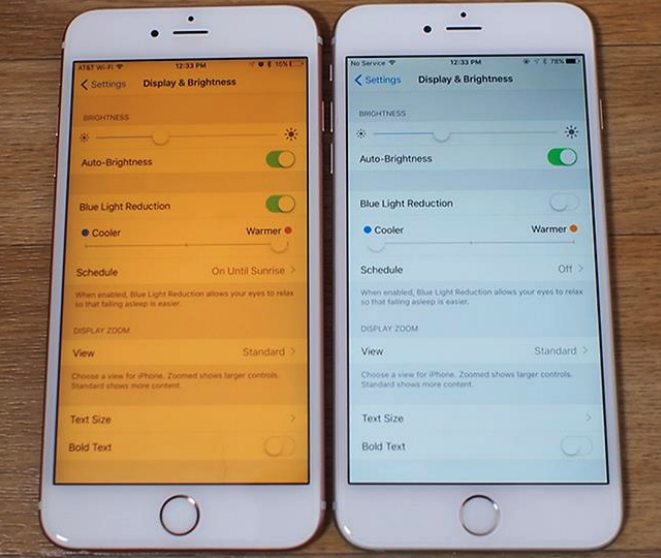 AT&T Wi-Fi 12:33 PM 15%
Settings Display & Brightness
BRIGHTNESS
Auto-Brightness
Blue Light Reduction
Cooler Warmer
Schedule On Until Sunrise
When enabled, Blue Light Reduction allows your eyes to relax
so that falling asleep is easier.
DISPLAY ZOOM
View Standard
Choose a view for iPhone. Zoomed shows larger controls.
Standard shows more content.
Text Size
Bold Text
No Service 12:33 PM 78%
Settings Display & Brightness
BRIGHTNESS
Auto-Brightness
Blue Light Reduction
Cooler Warmer
Schedule Off
When enabled, Blue Light Reduction allows your eyes to relax
so that falling asleep is easier.
DISPLAY ZOOM
View Standard
Choose a view for iPhone. Zoomed shows larger controls.
Standard shows more content.
Text Size
Bold Text